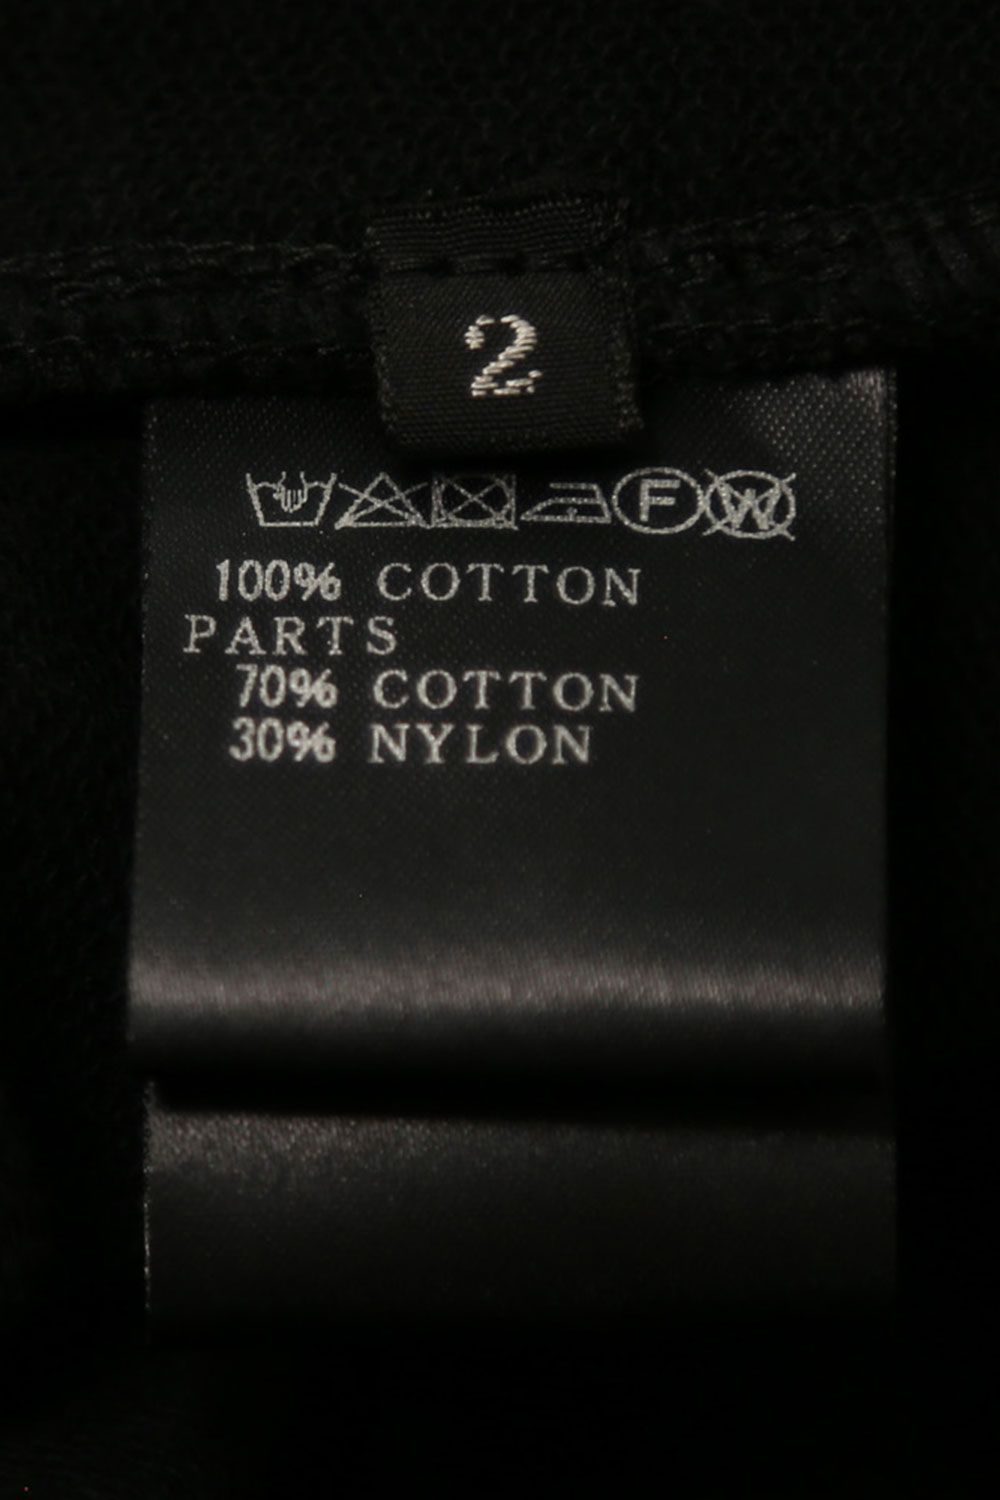 2
F W
100% COTTON
PARTS
70% COTTON
30% NYLON